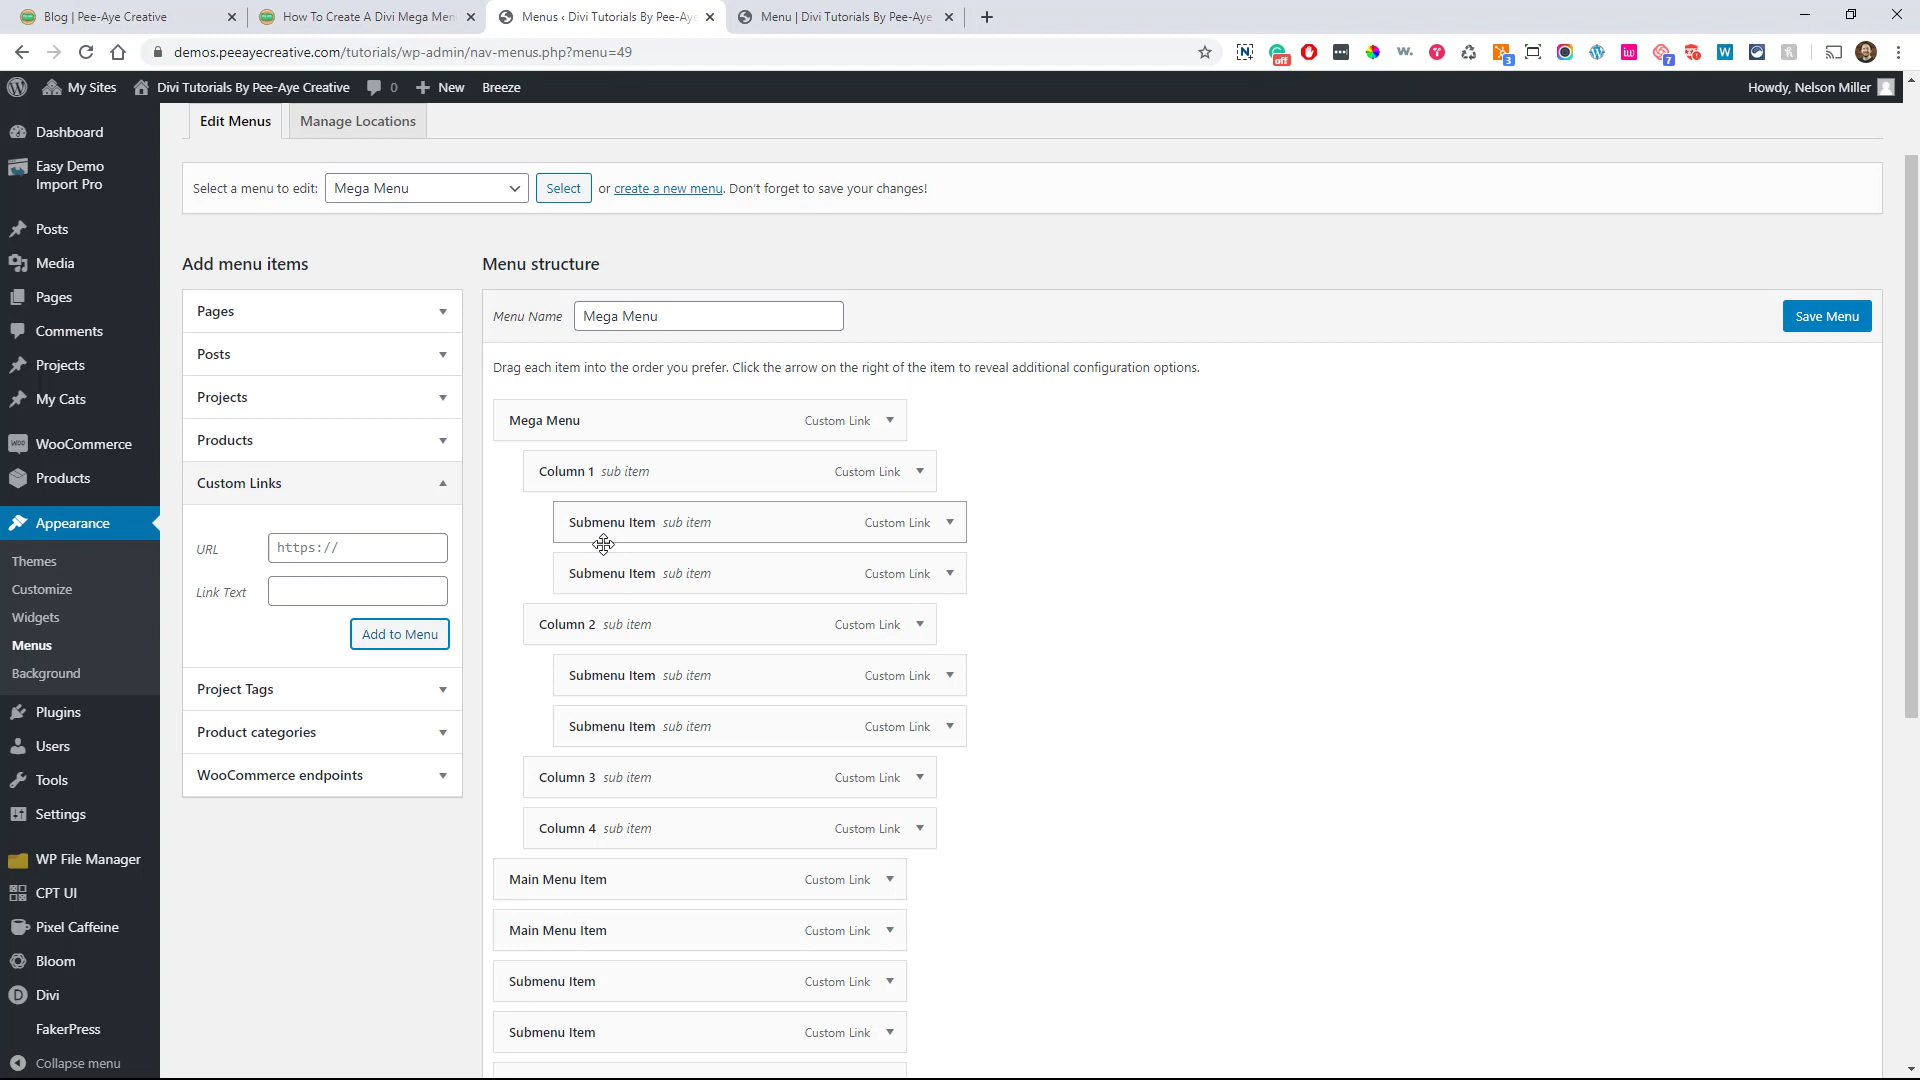 Blog | Pee-Aye Creative
How To Create A Divi Mega Men
Menus ‹ Divi Tutorials By Pee-Aye
Menu | Divi Tutorials By Pee-Aye
demos.peeayecreative.com/tutorials/wp-admin/nav-menus.php?menu=49
off
3
7
My Sites
Divi Tutorials By Pee-Aye Creative
0
New
Breeze
Howdy, Nelson Miller
Dashboard
Easy Demo
Import Pro
Posts
Media
Pages
Comments
Projects
My Cats
WooCommerce
Products
Appearance
Themes
Customize
Widgets
Menus
Background
Plugins
Users
Tools
Settings
WP File Manager
CPT UI
Pixel Caffeine
Bloom
Divi
FakerPress
Collapse menu
Edit Menus
Manage Locations
Select a menu to edit:
Mega Menu
Select
or create a new menu. Don't forget to save your changes!
Add menu items
Pages
Posts
Projects
Products
Custom Links
URL
https://
Link Text
Add to Menu
Project Tags
Product categories
WooCommerce endpoints
Menu structure
Menu Name
Mega Menu
Save Menu
Drag each item into the order you prefer. Click the arrow on the right of the item to reveal additional configuration options.
Mega Menu Custom Link
Column 1 sub item Custom Link
Submenu Item sub item Custom Link
Submenu Item sub item Custom Link
Column 2 sub item Custom Link
Submenu Item sub item Custom Link
Submenu Item sub item Custom Link
Column 3 sub item Custom Link
Column 4 sub item Custom Link
Main Menu Item Custom Link
Main Menu Item Custom Link
Submenu Item Custom Link
Submenu Item Custom Link